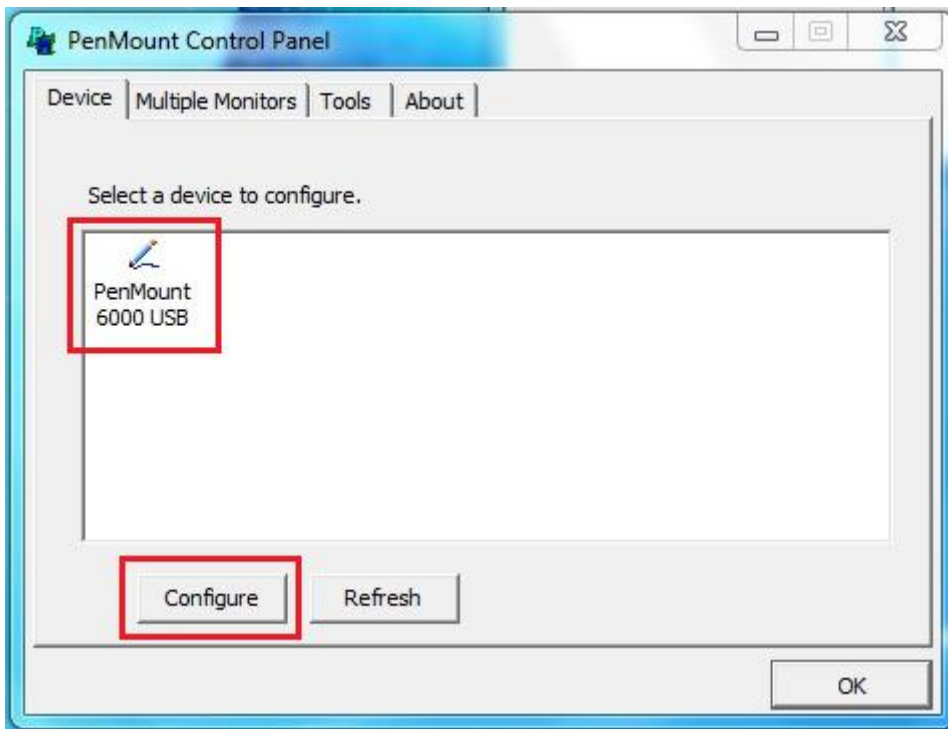 PenMount Control Panel
Device Multiple Monitors Tools About
Select a device to configure.
PenMount
6000 USB
Configure Refresh
OK